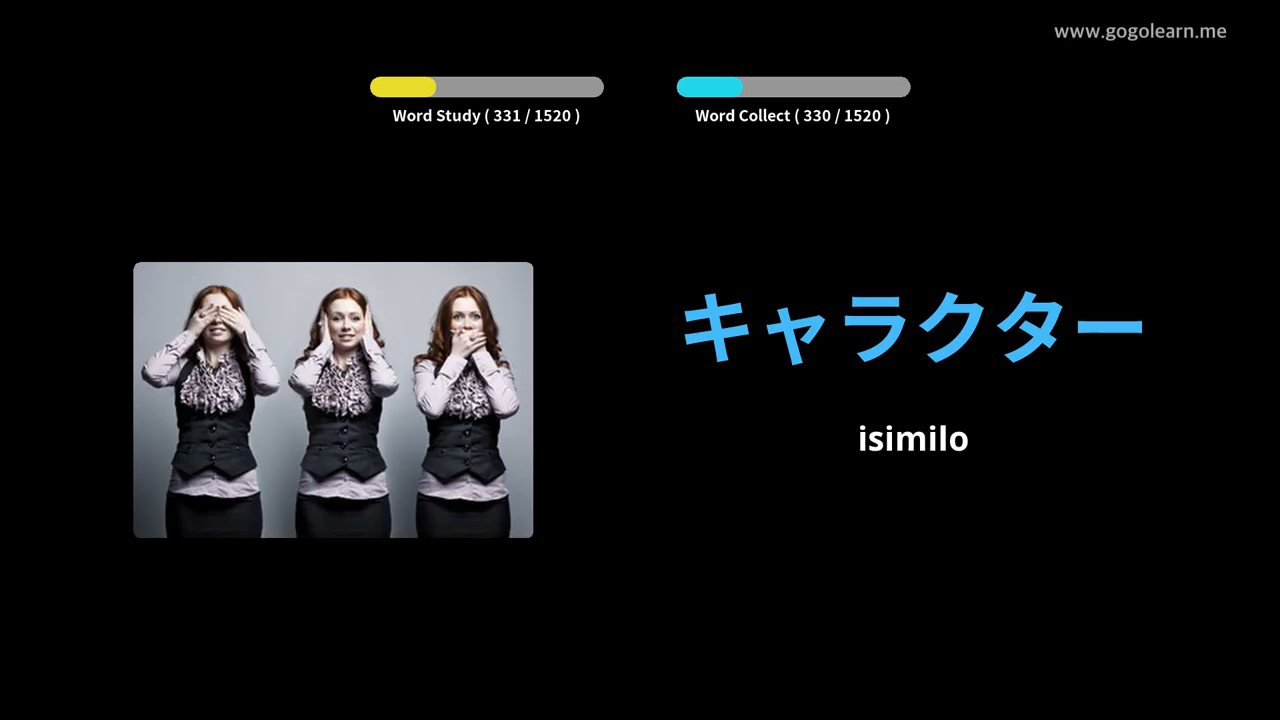 www.gogolearn.me
Word Study ( 331 / 1520 )
Word Collect ( 330 / 1520 )
キャラクター
isimilo